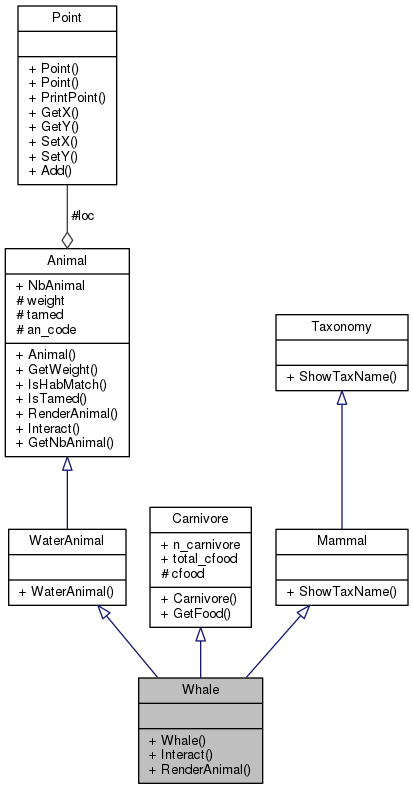 Point
+ Point()
+ Point()
+ PrintPoint()
+ GetX()
+ GetY()
+ SetX()
+ SetY()
+ Add()
#loc
Animal
+ NbAnimal
# weight
# tamed
# an_code
+ Animal()
+ GetWeight()
+ IsHabMatch()
+ IsTamed()
+ RenderAnimal()
+ Interact()
+ GetNbAnimal()
Taxonomy
+ ShowTaxName()
WaterAnimal
+ WaterAnimal()
Carnivore
+ n_carnivore
+ total_cfood
# cfood
+ Carnivore()
+ GetFood()
Mammal
+ ShowTaxName()
Whale
+ Whale()
+ Interact()
+ RenderAnimal()